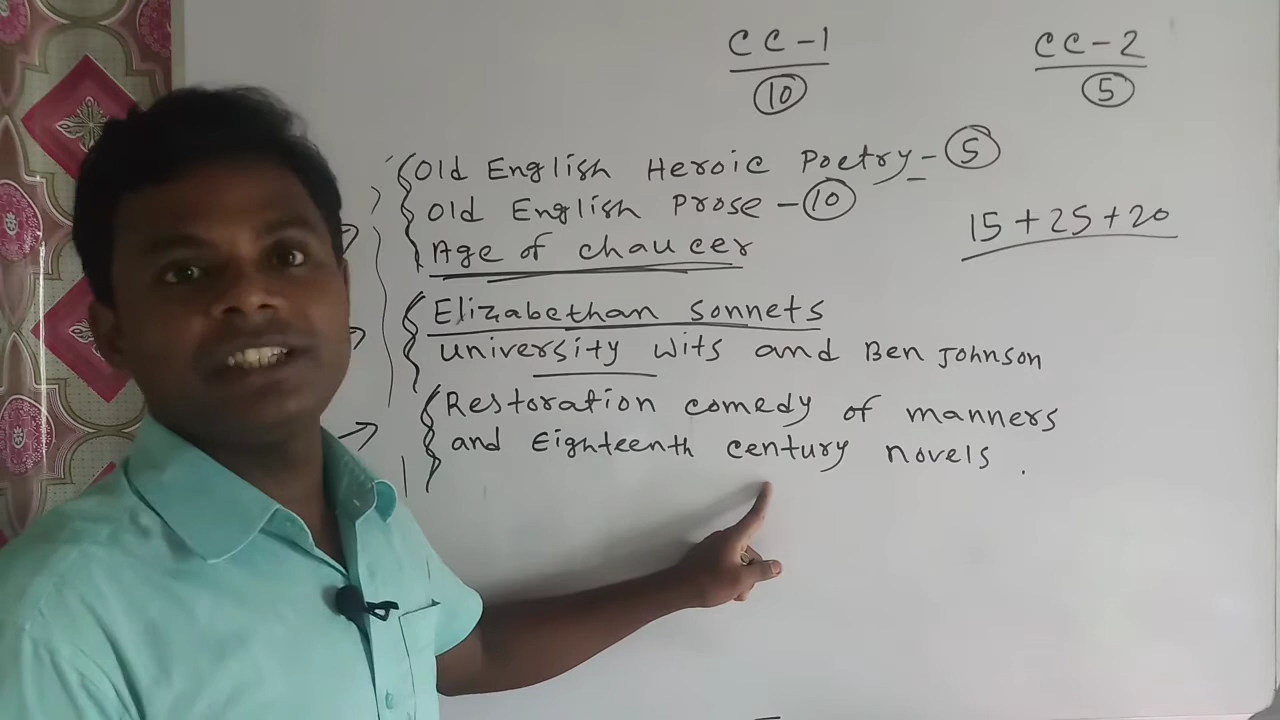 CC-1 CC-2
10 5
Old English Heroic Poetry - 5
Old English Prose - 10
15 + 25 + 20
Age of chaucer
Elizabethan Sonnets
University Wits and Ben Johnson
Restoration comedy of manners
and Eighteenth century novels.